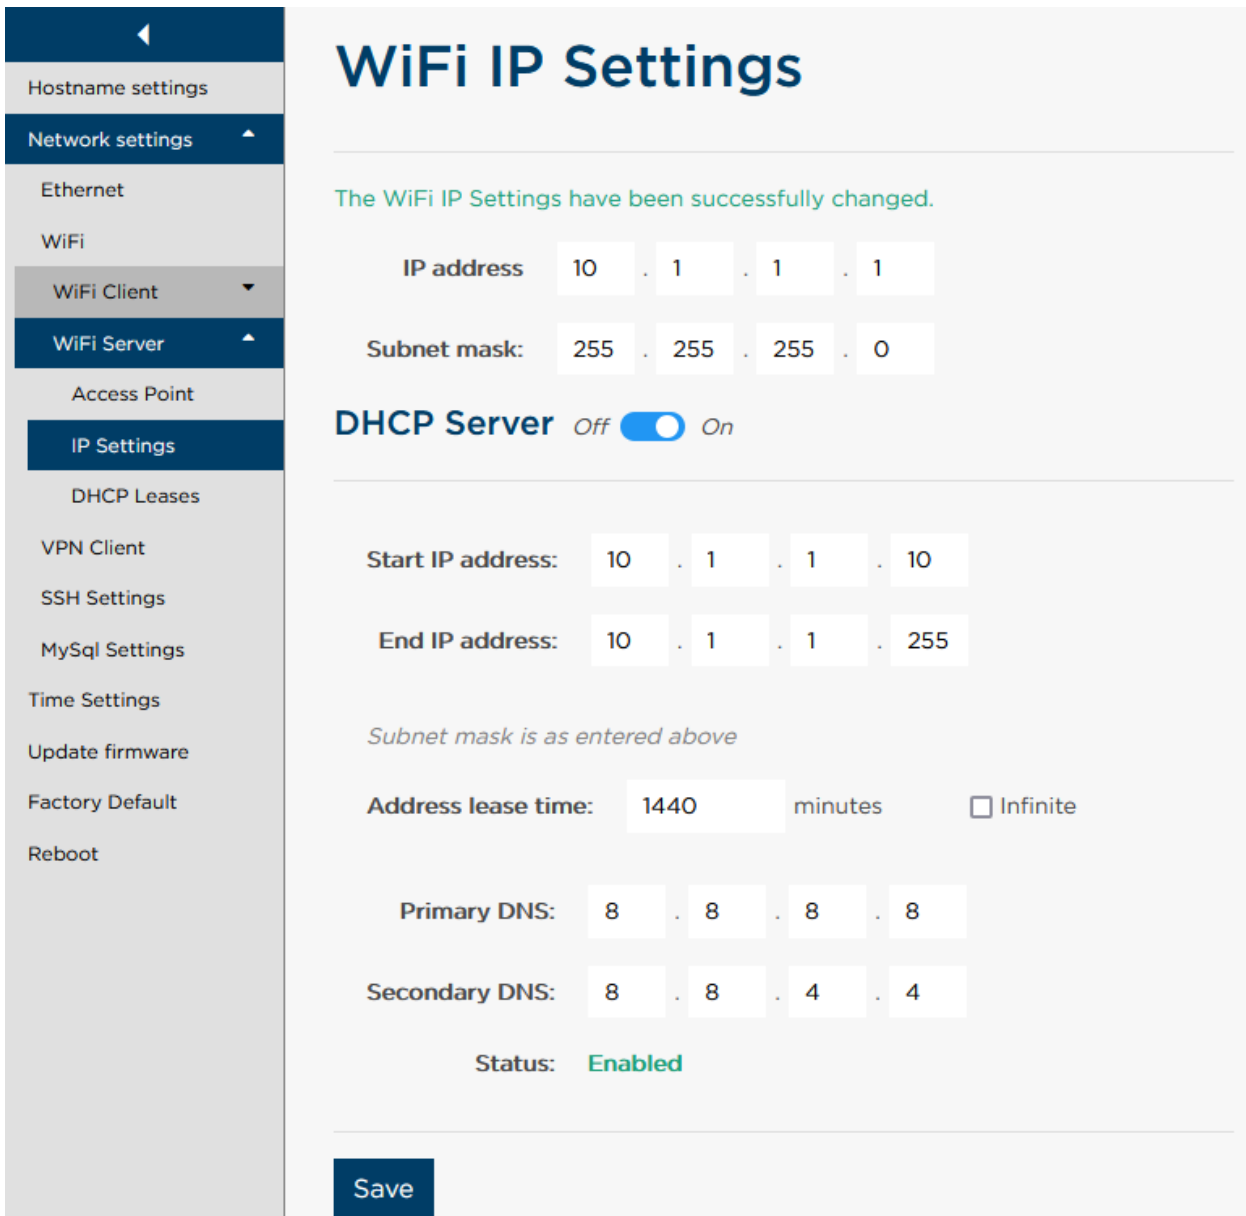 Hostname settings
Network settings
Ethernet
WiFi
WiFi Client
WiFi Server
Access Point
IP Settings
DHCP Leases
VPN Client
SSH Settings
MySql Settings
Time Settings
Update firmware
Factory Default
Reboot
WiFi IP Settings
The WiFi IP Settings have been successfully changed.
IP address 10 . 1 . 1 . 1
Subnet mask: 255 . 255 . 255 . 0
DHCP Server Off On
Start IP address: 10 . 1 . 1 . 10
End IP address: 10 . 1 . 1 . 255
Subnet mask is as entered above
Address lease time: 1440 minutes Infinite
Primary DNS: 8 . 8 . 8 . 8
Secondary DNS: 8 . 8 . 4 . 4
Status: Enabled
Save